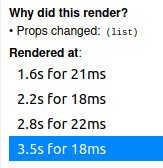 Why did this render?
• Props changed: (list)
Rendered at:
1.6s for 21ms
2.2s for 18ms
2.8s for 22ms
3.5s for 18ms